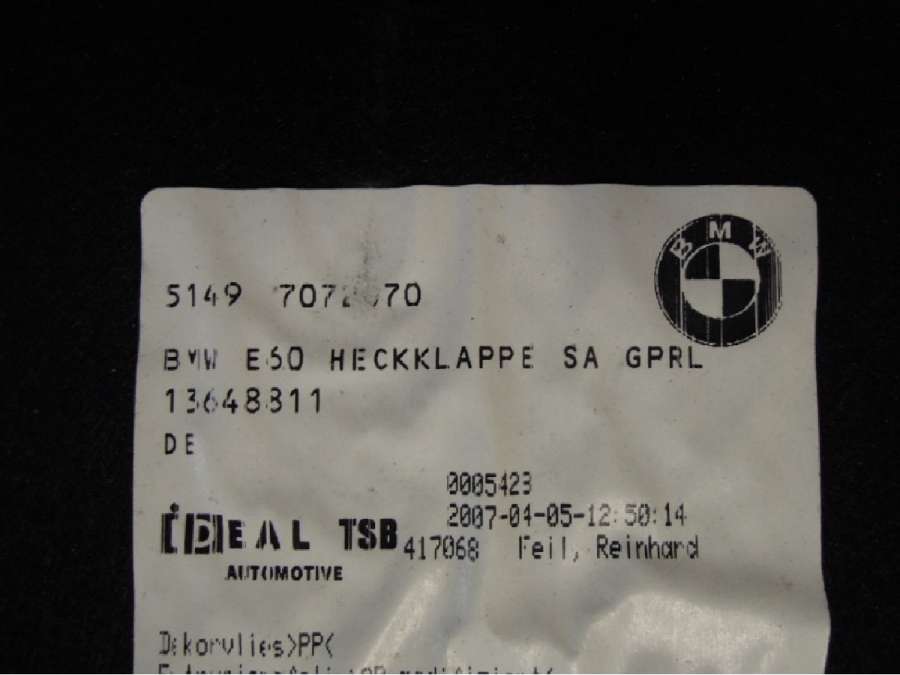 BMW
5149
BMW E60 HECKKLAPPE SA GPRL
13648811
DE
0005423
2007-04-05-12:50:14
IDEAL TSB 417068 Feil, Reinhard
AUTOMOTIVE
Dekorvlies>PP<